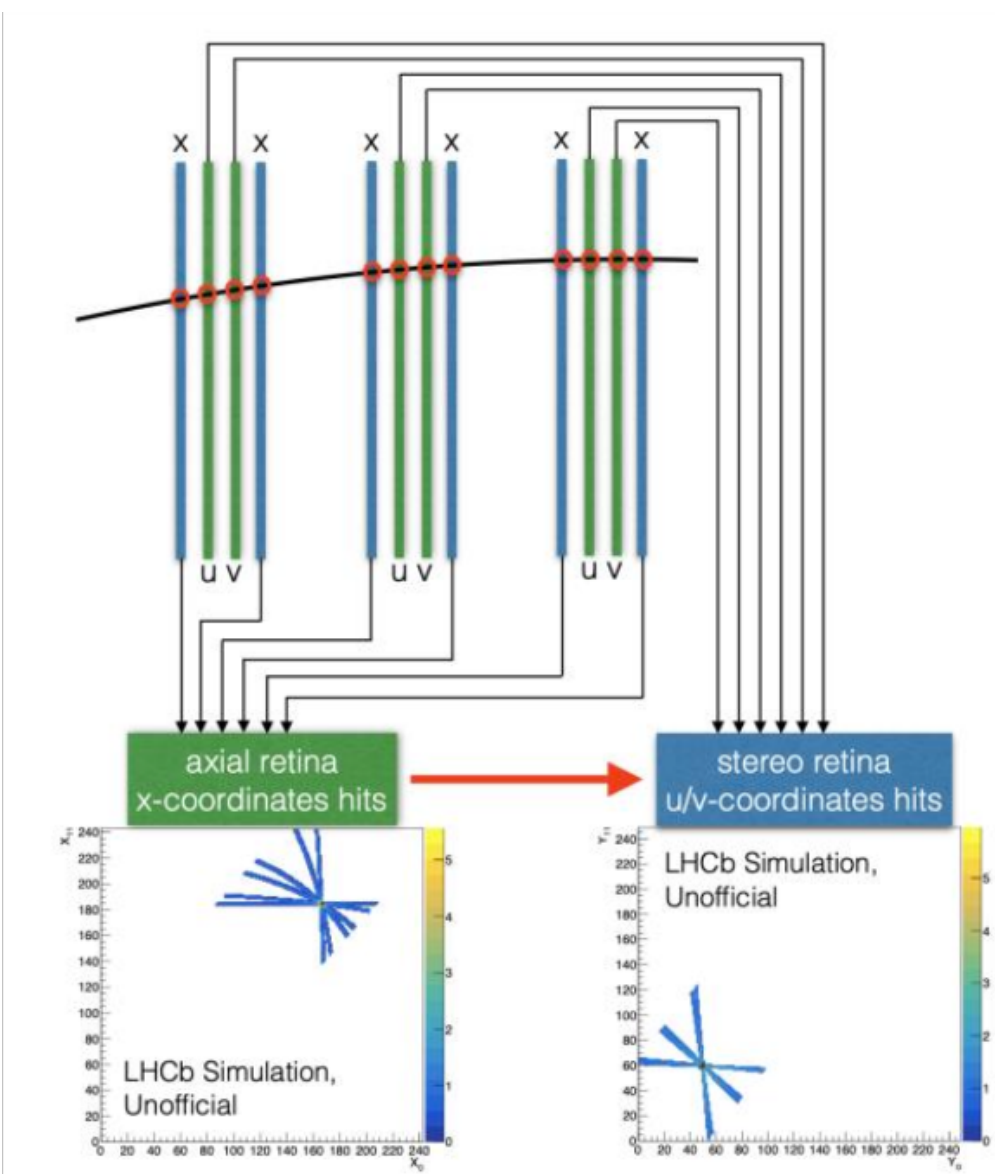 x x x x x x
u v u v u v
axial retina
x-coordinates hits
stereo retina
u/v-coordinates hits
X₁₁
240
220
200
180
160
140
120
100
80
60
40
20
0
0 20 40 60 80 100 120 140 160 180 200 220 240
X₀
5
4
3
2
1
0
LHCb Simulation,
Unofficial
Y₁₁
240
220
200
180
160
140
120
100
80
60
40
20
0
0 20 40 60 80 100 120 140 160 180 200 220 240
Y₀
5
4
3
2
1
0
LHCb Simulation,
Unofficial